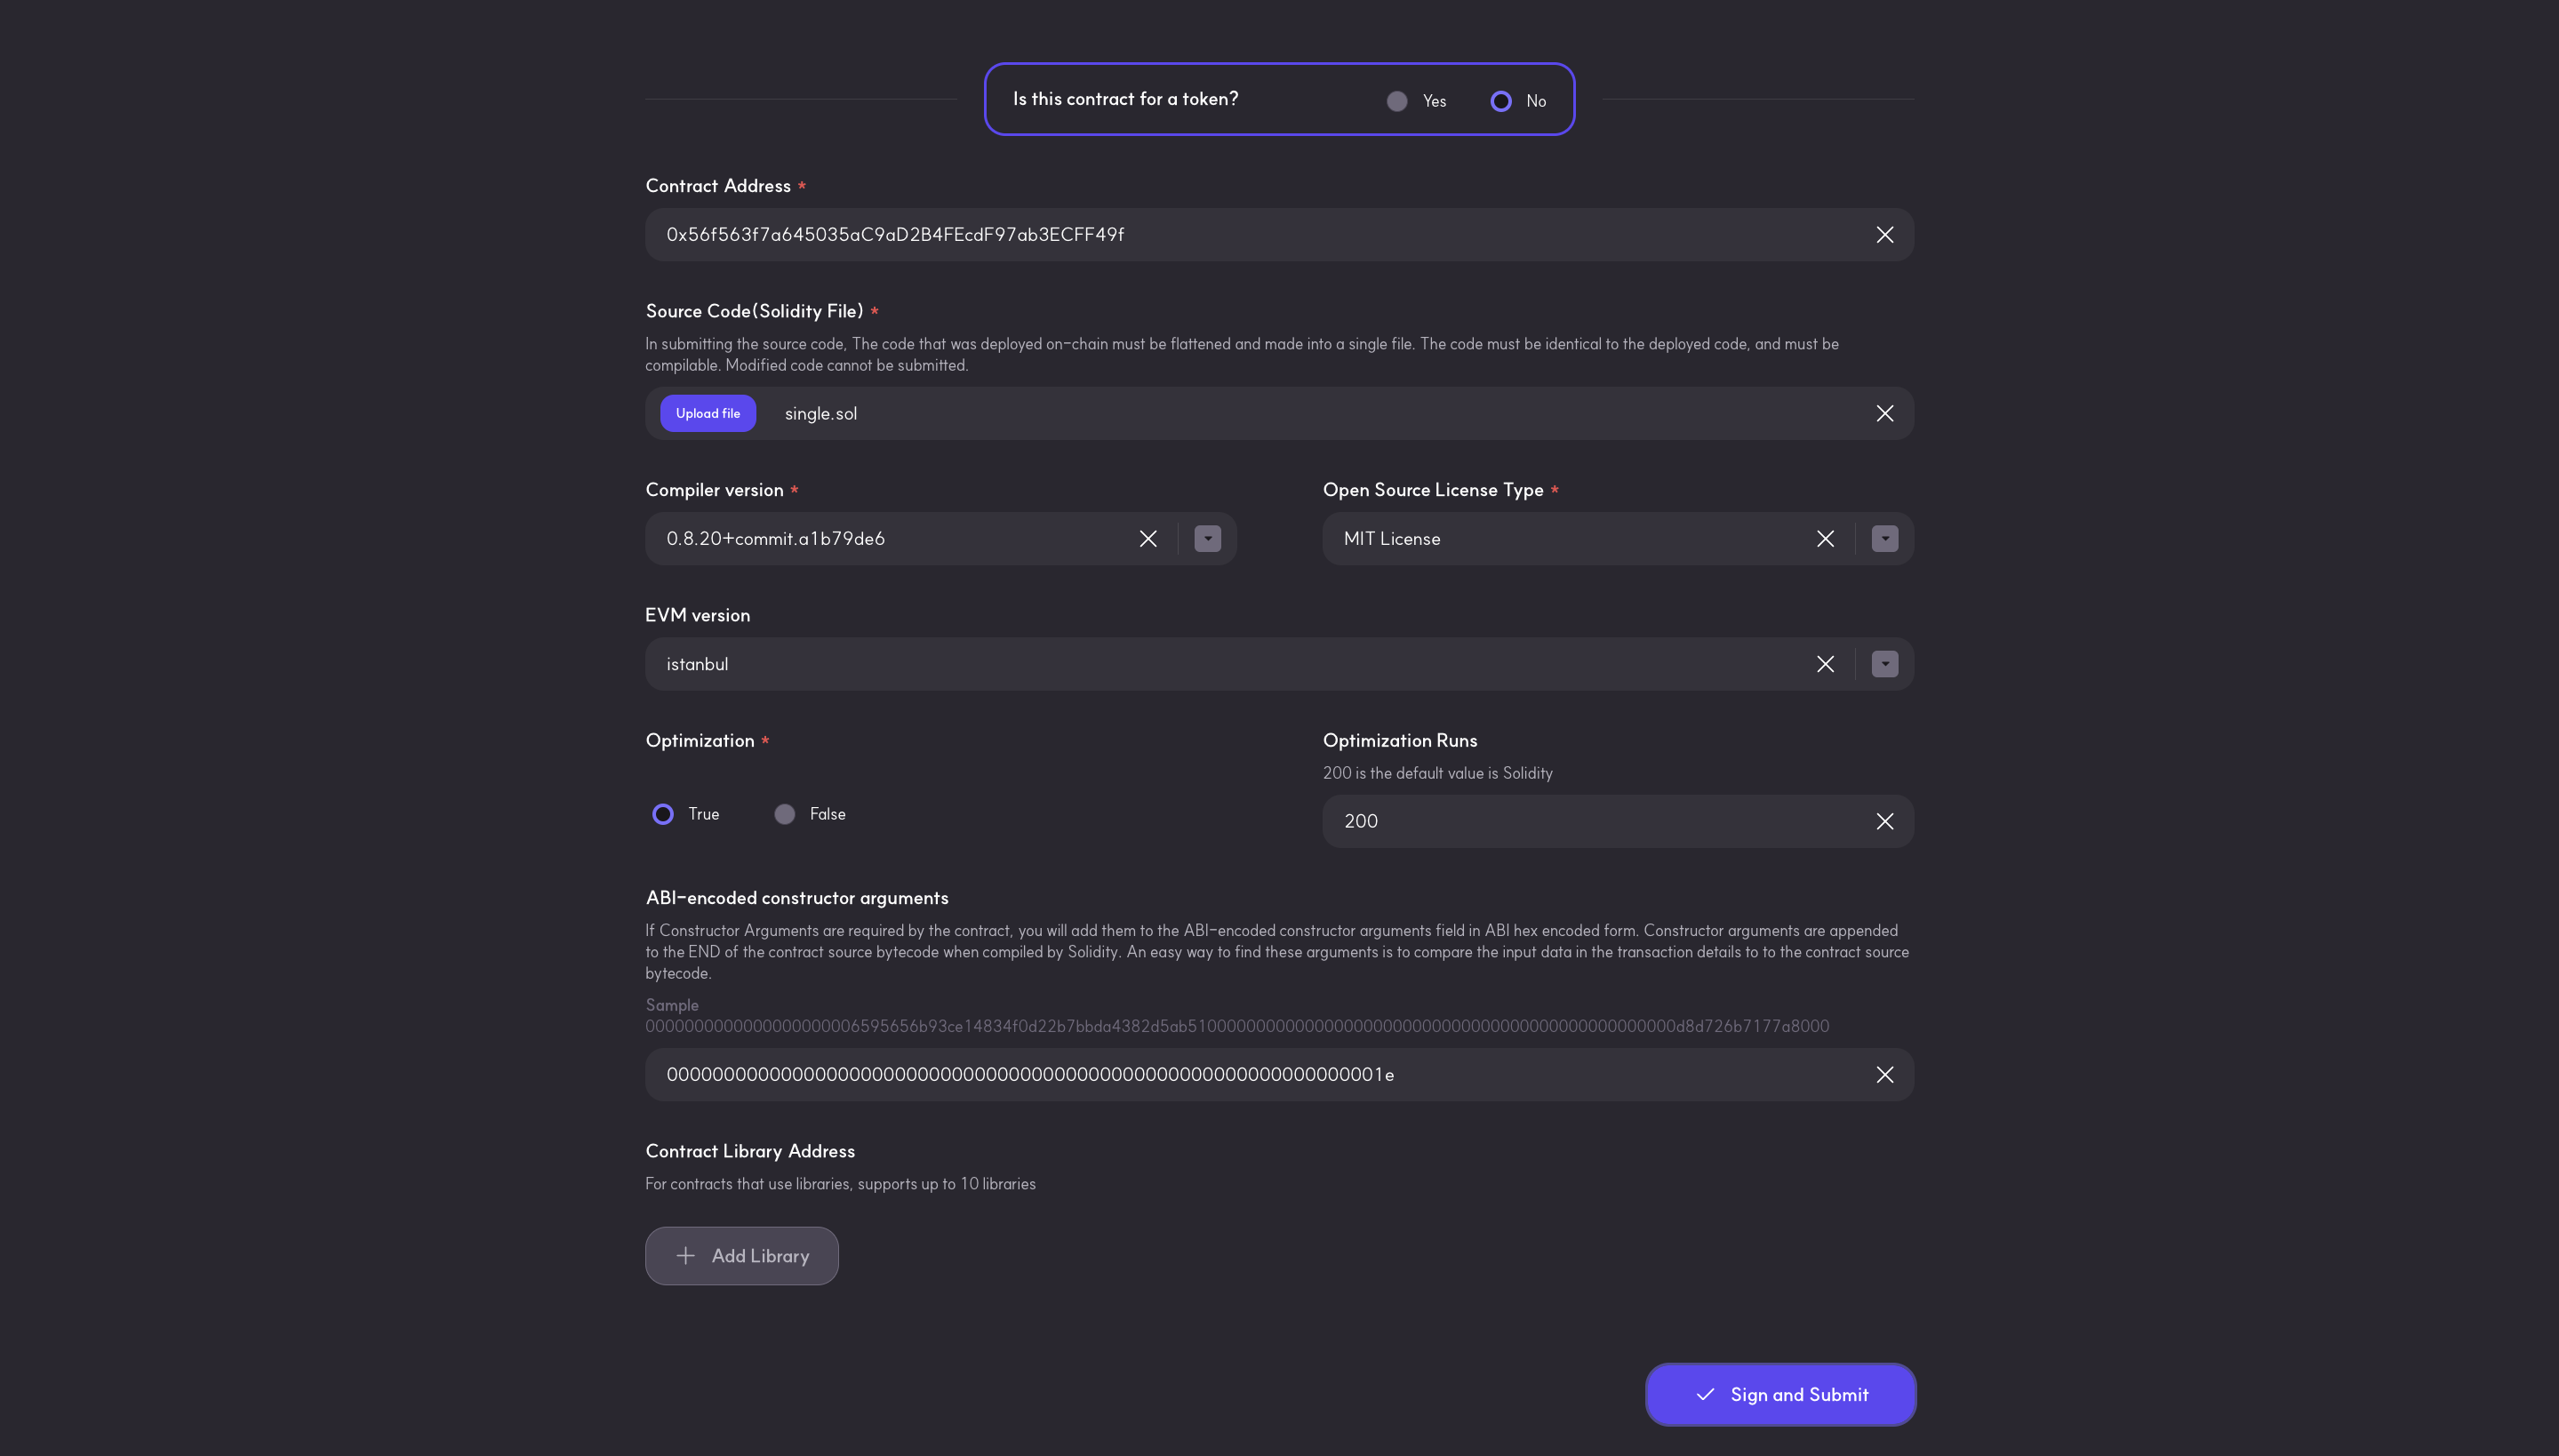 Is this contract for a token?
Yes
No
Contract Address *
0x56f563f7a645035aC9aD2B4FEcdF97ab3ECFF49f
Source Code(Solidity File) *
In submitting the source code, The code that was deployed on-chain must be flattened and made into a single file. The code must be identical to the deployed code, and must be
compilable. Modified code cannot be submitted.
Upload file
single.sol
Compiler version *
Open Source License Type *
0.8.20+commit.a1b79de6
MIT License
EVM version
istanbul
Optimization *
Optimization Runs
200 is the default value is Solidity
True
False
200
ABI-encoded constructor arguments
If Constructor Arguments are required by the contract, you will add them to the ABI-encoded constructor arguments field in ABI hex encoded form. Constructor arguments are appended
to the END of the contract source bytecode when compiled by Solidity. An easy way to find these arguments is to compare the input data in the transaction details to to the contract source
bytecode.
Sample
0000000000000000000006595656b93ce14834f0d22b7bbda4382d5ab510000000000000000000000000000000000000000000000d8d726b7177a8000
000000000000000000000000000000000000000000000000000000000000001e
Contract Library Address
For contracts that use libraries, supports up to 10 libraries
Add Library
Sign and Submit